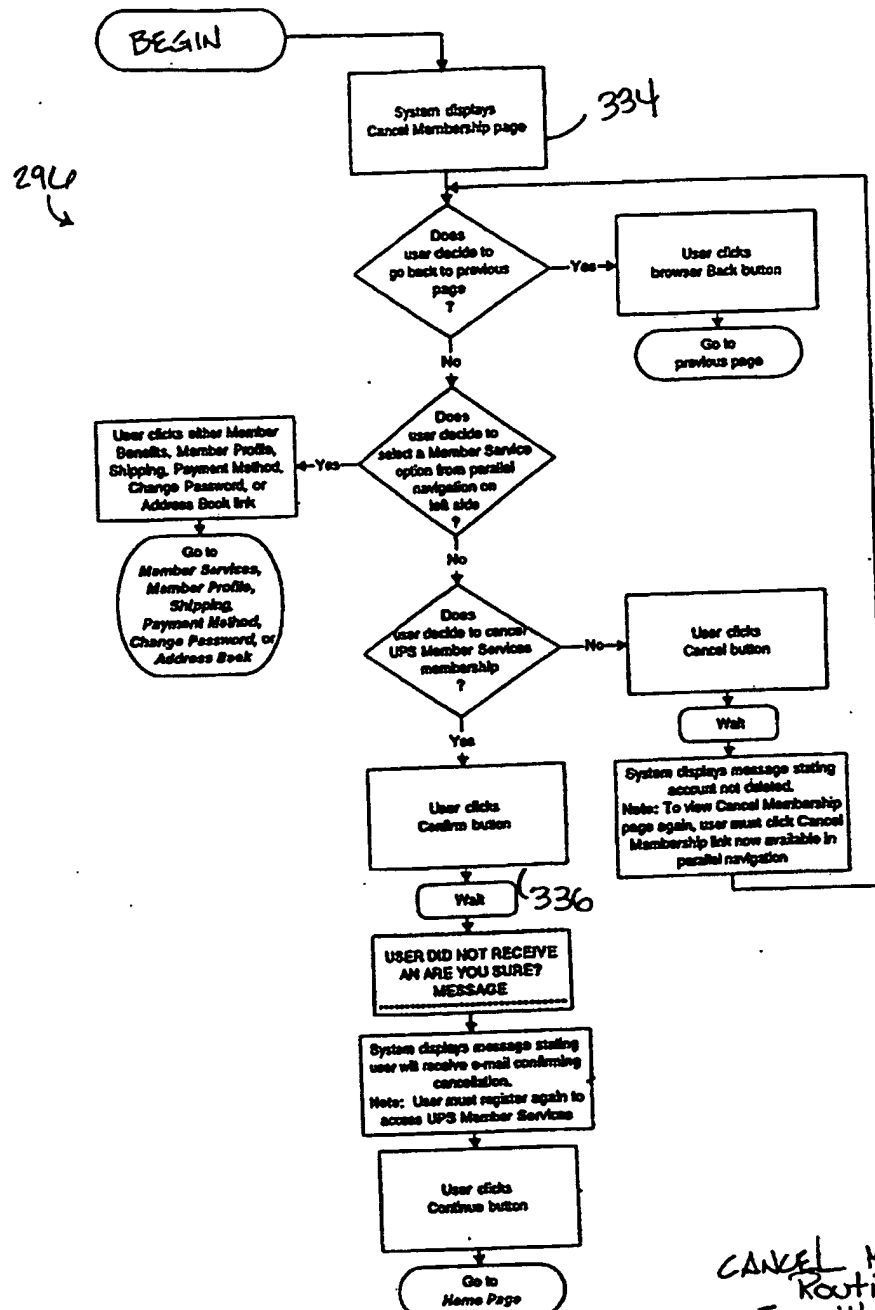 BEGIN
System displays
Cancel Membership page
334
296
Does
user decide to
go back to previous
page
?
Yes
User clicks
browser Back button
Go to
previous page
No
Does
user decide to
select a Member Service
option from parallel
navigation on
left side
?
Yes
User clicks either Member
Benefits, Member Profile,
Shipping, Payment Method,
Change Password, or
Address Book link
Go to
Member Services,
Member Profile,
Shipping,
Payment Method,
Change Password, or
Address Book
No
Does
user decide to cancel
UPS Member Services
membership
?
No
User clicks
Cancel button
Wait
System displays message stating
account not deleted.
Note: To view Cancel Membership
page again, user must click Cancel
Membership link now available in
parallel navigation
Yes
User clicks
Confirm button
Wait
336
USER DID NOT RECEIVE
AN ARE YOU SURE?
MESSAGE
System displays message stating
user will receive e-mail confirming
cancellation.
Note: User must register again to
access UPS Member Services
User clicks
Continue button
Go to
Home Page
CANCEL
Routi